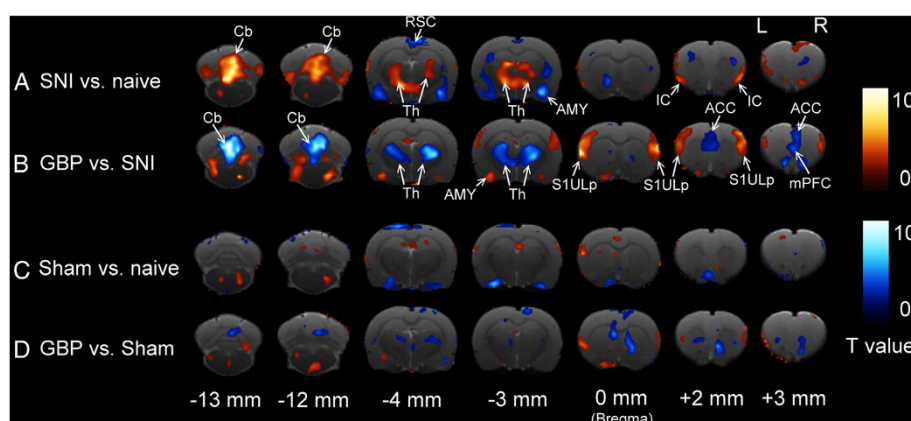 L R
Cb Cb RSC
A SNI vs. naive
Th Th AMY IC IC
Cb ACC ACC
B GBP vs. SNI
Th AMY Th S1ULp S1ULp S1ULp mPFC
C Sham vs. naive
D GBP vs. Sham
10
0
10
0
T value
-13 mm -12 mm -4 mm -3 mm 0 mm +2 mm +3 mm
(Bregma)